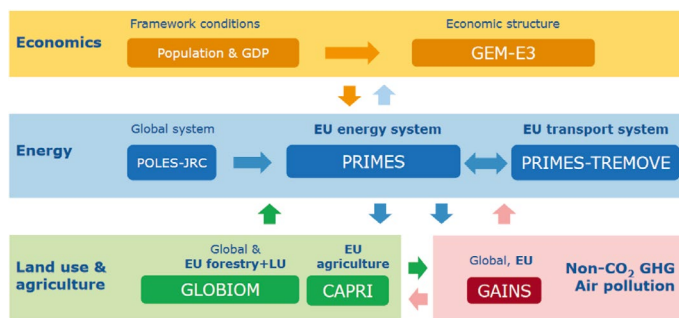 Framework conditions
Economic structure
Economics
Population & GDP
GEM-E3
Global system
EU energy system
EU transport system
Energy
POLES-JRC
PRIMES
PRIMES-TREMOVE
Land use &
agriculture
Global &
EU forestry+LU
GLOBIOM
EU
agriculture
CAPRI
Global, EU
GAINS
Non-CO₂ GHG
Air pollution